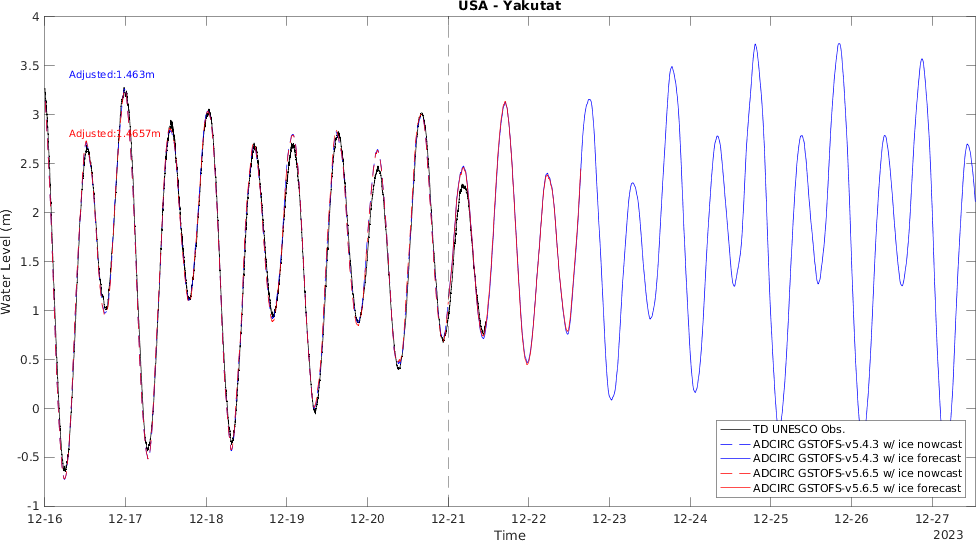 USA - Yakutat
4
3.5
3
2.5
2
1.5
1
0.5
0
-0.5
-1
Water Level (m)
Adjusted:1.463m
Adjusted:1.4657m
TD UNESCO Obs.
ADCIRC GSTOFS-v5.4.3 w/ ice nowcast
ADCIRC GSTOFS-v5.4.3 w/ ice forecast
ADCIRC GSTOFS-v5.6.5 w/ ice nowcast
ADCIRC GSTOFS-v5.6.5 w/ ice forecast
12-16 12-17 12-18 12-19 12-20 12-21 12-22 12-23 12-24 12-25 12-26 12-27
Time
2023